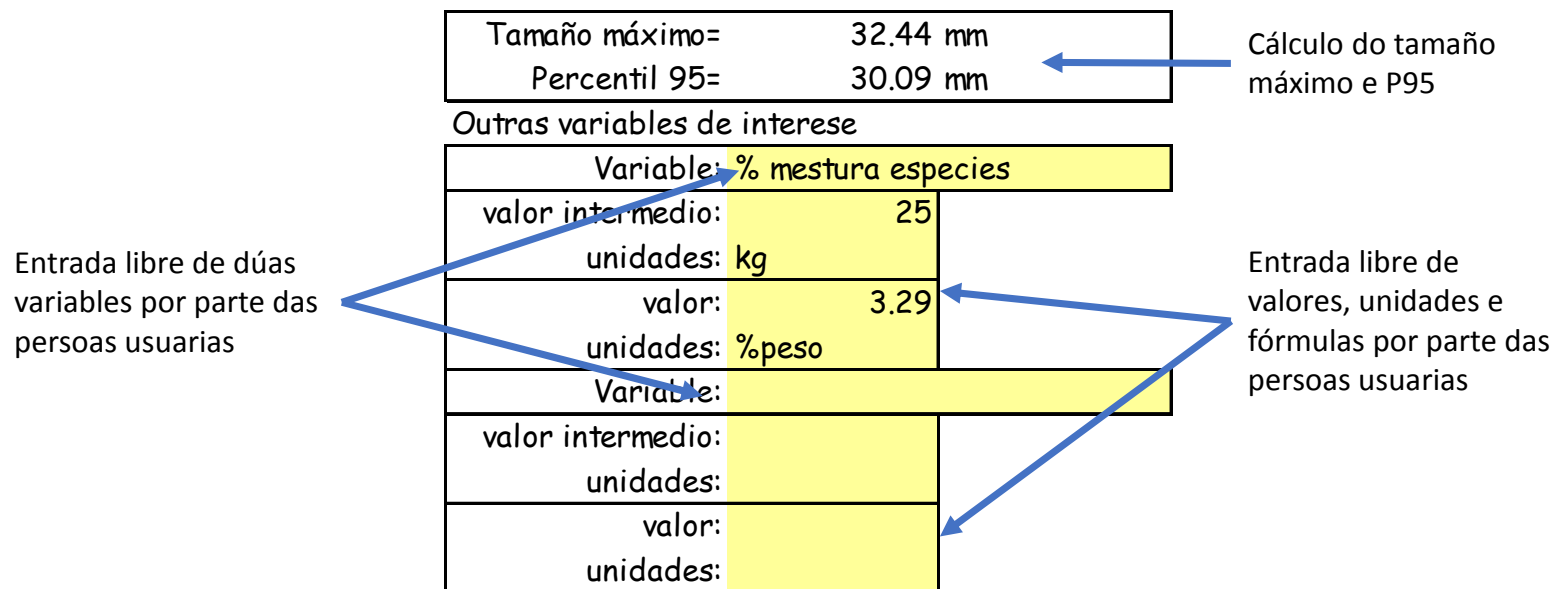 Tamaño máximo= 32.44 mm
Percentil 95= 30.09 mm
Cálculo do tamaño
máximo e P95
Outras variables de interese
Variable: % mestura especies
valor intermedio: 25
unidades: kg
valor: 3.29
unidades: %peso
Variable:
valor intermedio:
unidades:
valor:
unidades:
Entrada libre de dúas
variables por parte das
persoas usuarias
Entrada libre de
valores, unidades e
fórmulas por parte das
persoas usuarias